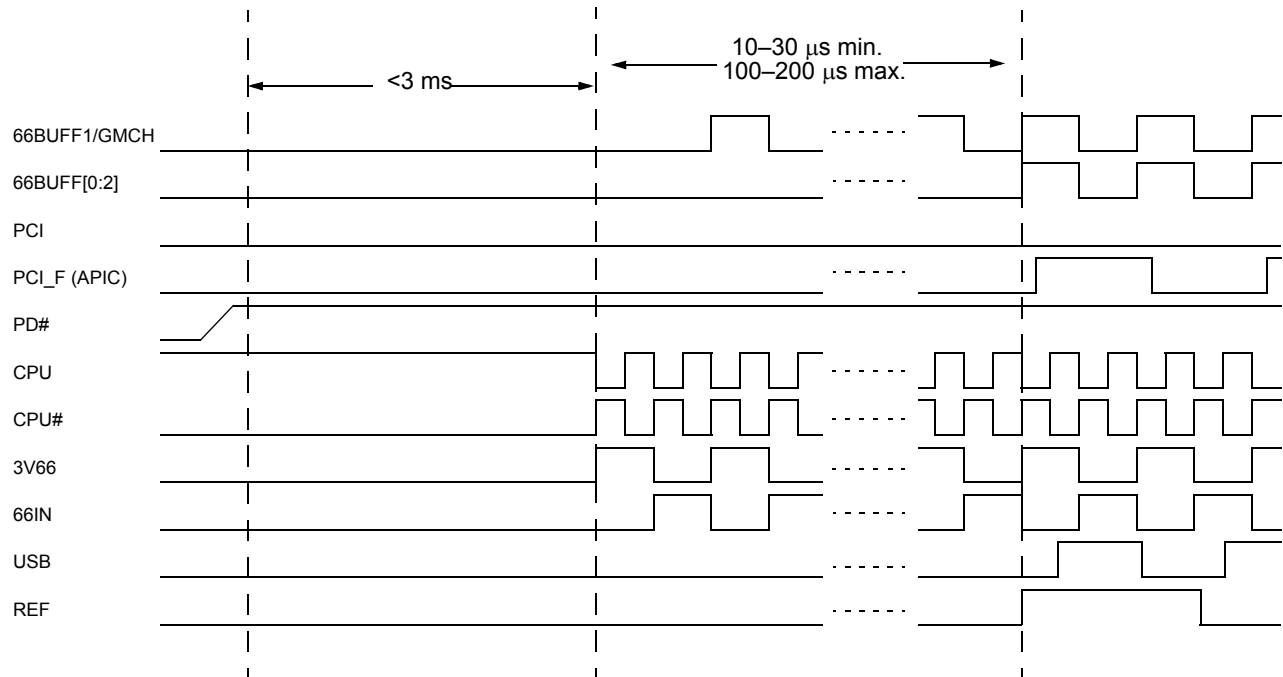 10–30 μs min.
100–200 μs max.
<3 ms
66BUFF1/GMCH
66BUFF[0:2]
PCI
PCI_F (APIC)
PD#
CPU
CPU#
3V66
66IN
USB
REF